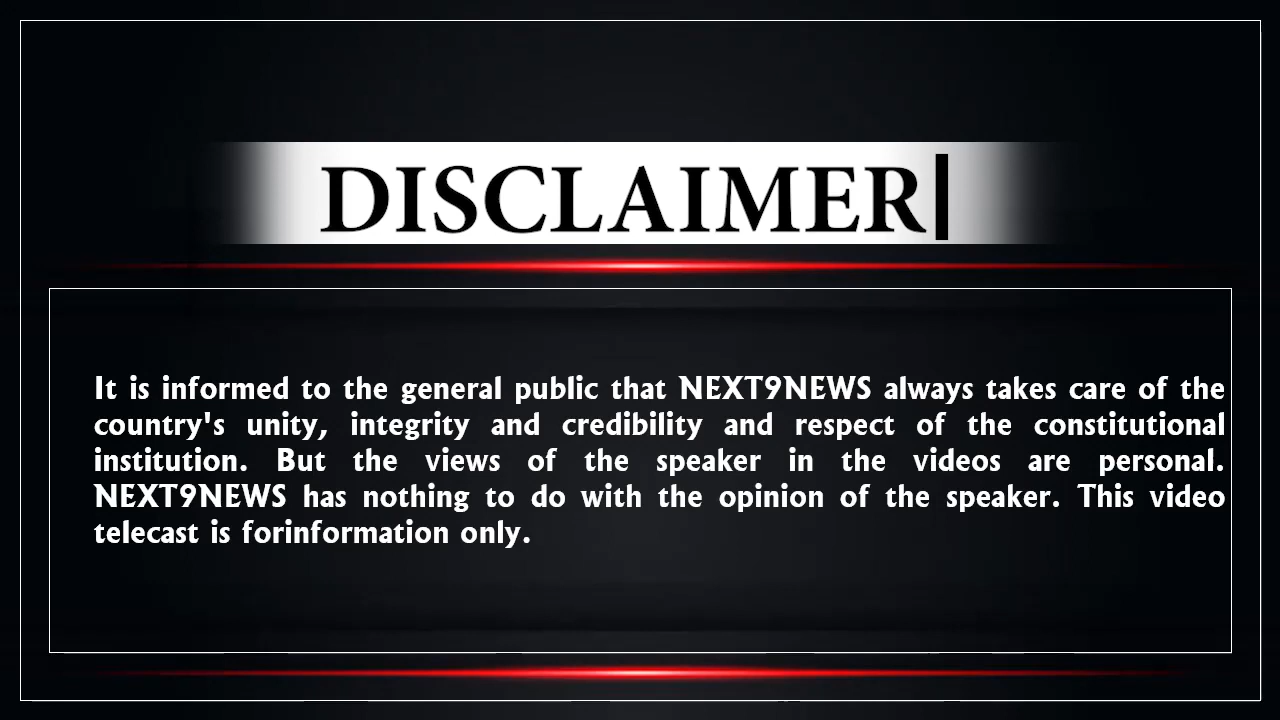 DISCLAIMER
It is informed to the general public that NEXT9NEWS always takes care of the
country's unity, integrity and credibility and respect of the constitutional
institution. But the views of the speaker in the videos are personal.
NEXT9NEWS has nothing to do with the opinion of the speaker. This video
telecast is forinformation only.